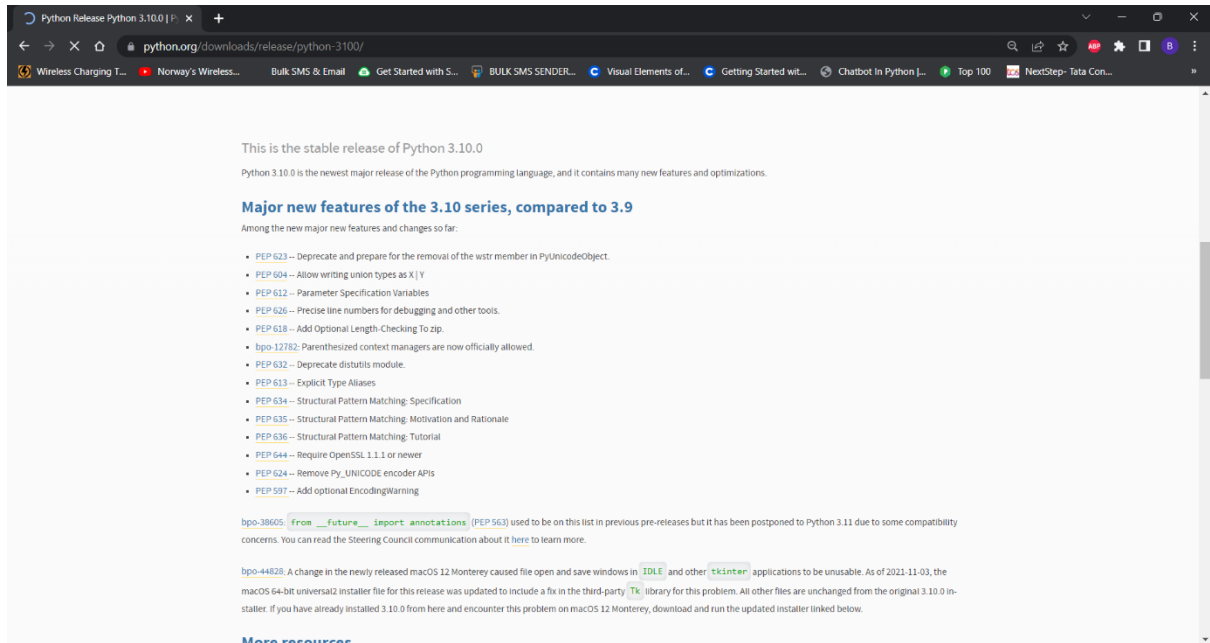 Python Release Python 3.10.0 | P
python.org/downloads/release/python-3100/
ABP
B
Wireless Charging T... Norway's Wireless... Bulk SMS & Email Get Started with S... BULK SMS SENDER... Visual Elements of... Getting Started wit... Chatbot In Python |... Top 100 NextStep- Tata Con... »
This is the stable release of Python 3.10.0
Python 3.10.0 is the newest major release of the Python programming language, and it contains many new features and optimizations.
Major new features of the 3.10 series, compared to 3.9
Among the new major new features and changes so far:
PEP 623 -- Deprecate and prepare for the removal of the wstr member in PyUnicodeObject.
PEP 604 -- Allow writing union types as X | Y
PEP 612 -- Parameter Specification Variables
PEP 626 -- Precise line numbers for debugging and other tools.
PEP 618 -- Add Optional Length-Checking To zip.
bpo-12782: Parenthesized context managers are now officially allowed.
PEP 632 -- Deprecate distutils module.
PEP 613 -- Explicit Type Aliases
PEP 634 -- Structural Pattern Matching: Specification
PEP 635 -- Structural Pattern Matching: Motivation and Rationale
PEP 636 -- Structural Pattern Matching: Tutorial
PEP 644 -- Require OpenSSL 1.1.1 or newer
PEP 624 -- Remove Py_UNICODE encoder APIs
PEP 597 -- Add optional EncodingWarning
bpo-38605: from __future__ import annotations (PEP 563) used to be on this list in previous pre-releases but it has been postponed to Python 3.11 due to some compatibility
concerns. You can read the Steering Council communication about it here to learn more.
bpo-44828: A change in the newly released macOS 12 Monterey caused file open and save windows in IDLE and other tkinter applications to be unusable. As of 2021-11-03, the
macOS 64-bit universal2 installer file for this release was updated to include a fix in the third-party Tk library for this problem. All other files are unchanged from the original 3.10.0 in-
staller. If you have already installed 3.10.0 from here and encounter this problem on macOS 12 Monterey, download and run the updated installer linked below.
More resources